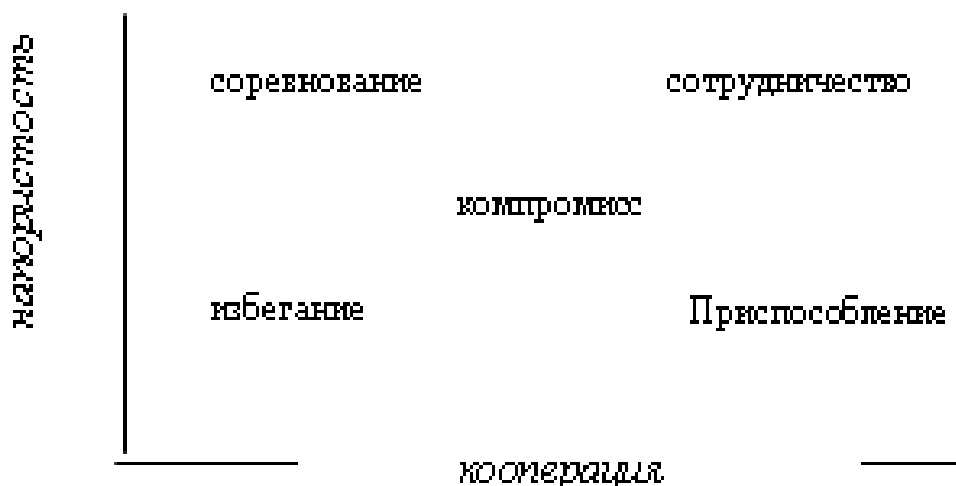 напористость
соревнование сотрудничество
компромисс
избегание Приспособление
кооперация